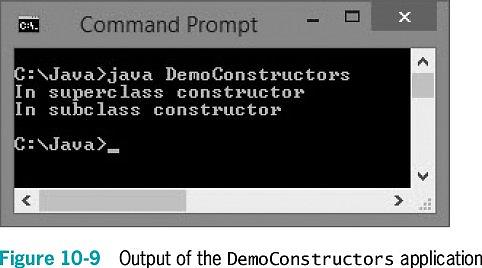 Command Prompt
C:\Java>java DemoConstructors
In superclass constructor
In subclass constructor
C:\Java>_
Figure 10-9 Output of the DemoConstructors application